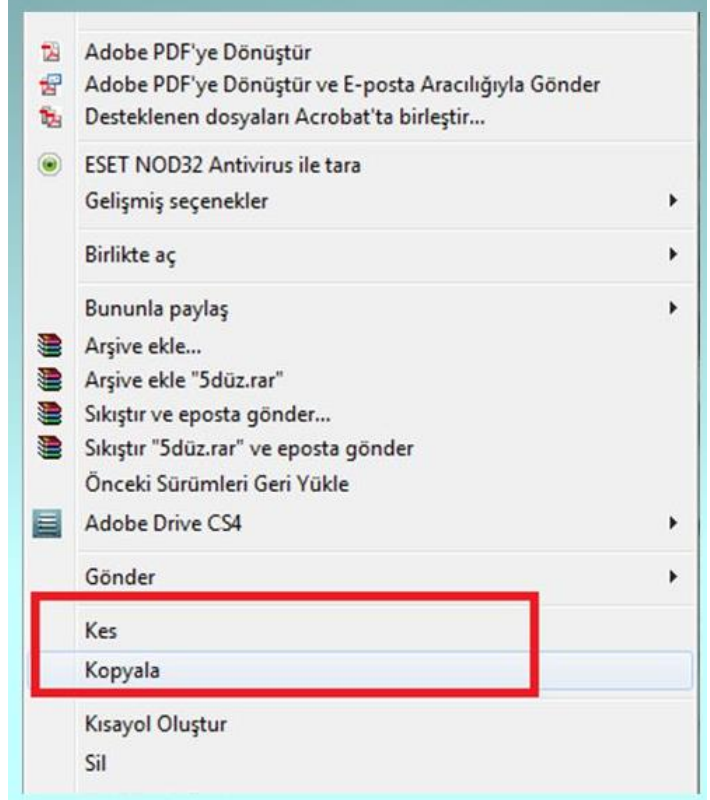 Adobe PDF'ye Dönüştür
Adobe PDF'ye Dönüştür ve E-posta Aracılığıyla Gönder
Desteklenen dosyaları Acrobat'ta birleştir...
ESET NOD32 Antivirus ile tara
Gelişmiş seçenekler
Birlikte aç
Bununla paylaş
Arşive ekle...
Arşive ekle "5düz.rar"
Sıkıştır ve eposta gönder...
Sıkıştır "5düz.rar" ve eposta gönder
Önceki Sürümleri Geri Yükle
Adobe Drive CS4
Gönder
Kes
Kopyala
Kısayol Oluştur
Sil